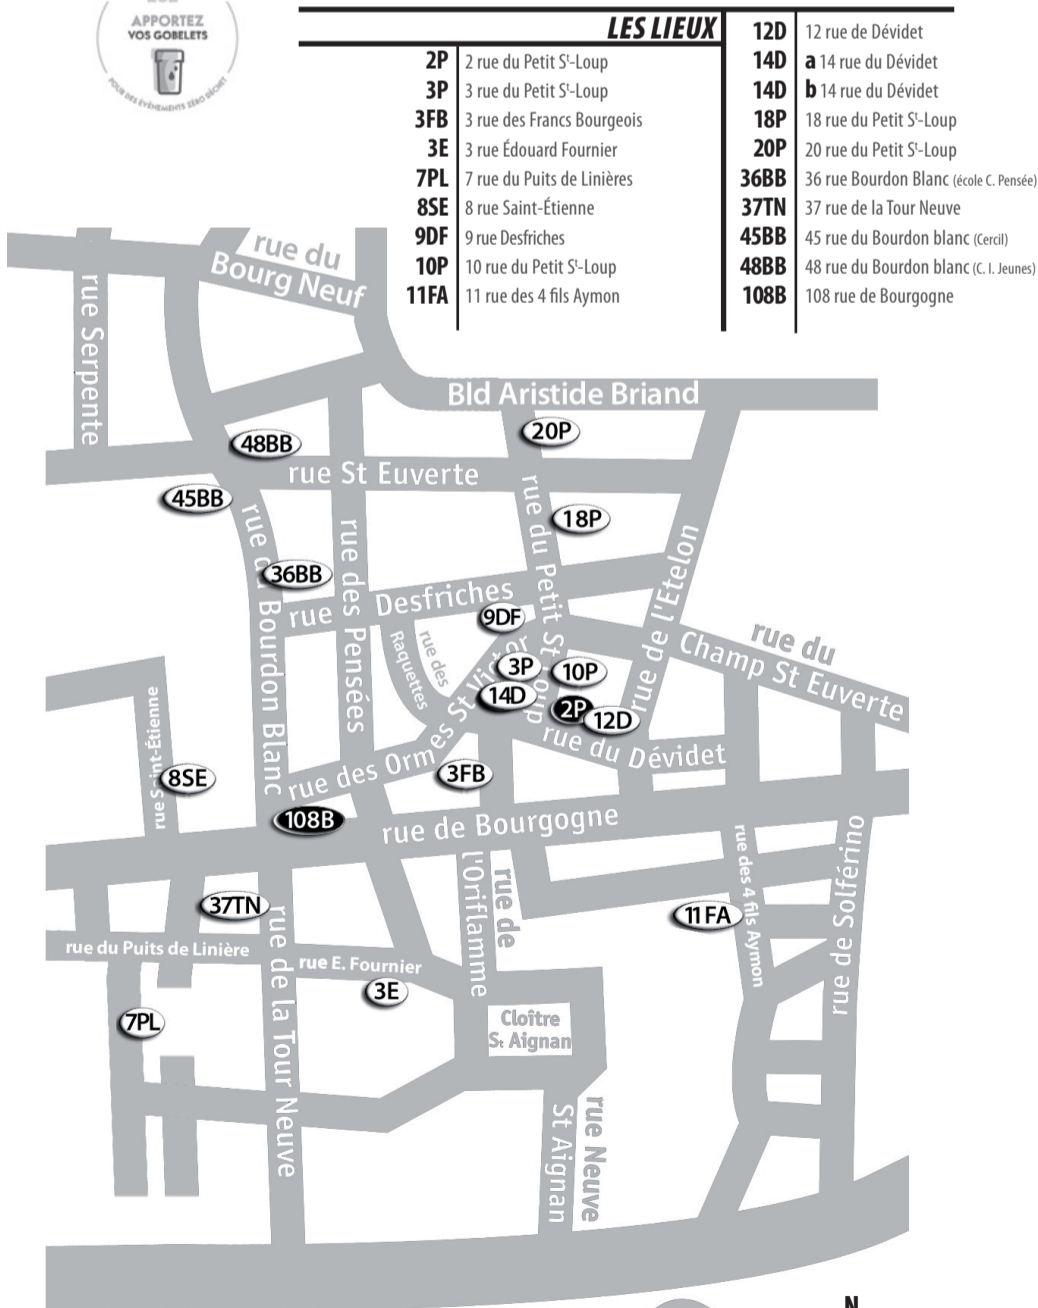 APPORTEZ
VOS GOBELETS
POUR DES ÉVÉNEMENTS ZÉRO DÉCHET
LES LIEUX
2P 2 rue du Petit St-Loup
3P 3 rue du Petit St-Loup
3FB 3 rue des Francs Bourgeois
3E 3 rue Édouard Fournier
7PL 7 rue du Puits de Linières
8SE 8 rue Saint-Étienne
9DF 9 rue Desfriches
10P 10 rue du Petit St-Loup
11FA 11 rue des 4 fils Aymon
12D 12 rue de Dévidet
14D a 14 rue du Dévidet
14D b 14 rue du Dévidet
18P 18 rue du Petit St-Loup
20P 20 rue du Petit St-Loup
36BB 36 rue Bourdon Blanc (école C. Pensée)
37TN 37 rue de la Tour Neuve
45BB 45 rue du Bourdon blanc (Cercil)
48BB 48 rue du Bourdon blanc (C. I. Jeunes)
108B 108 rue de Bourgogne
rue du
Bourg Neuf
rue Serpente
Bld Aristide Briand
20P
48BB
rue St Euverte
45BB
18P
rue du Bourdon Blanc
rue des Pensées
rue du Petit St Loup
rue de l'Etelon
36BB
rue Desfriches
9DF
rue des
Raquettes
rue du
Champ St Euverte
3P
10P
14D
2P
12D
rue du Dévidet
rue des Ormes St Victor
rue Saint-Étienne
8SE
3FB
108B
rue de Bourgogne
rue de
l'Oriflamme
rue des 4 fils Aymon
rue de Solférino
37TN
11 FA
rue du Puits de Linière
rue E. Fournier
rue de la Tour Neuve
3E
7PL
Cloître
St Aignan
rue Neuve
St Aignan
N